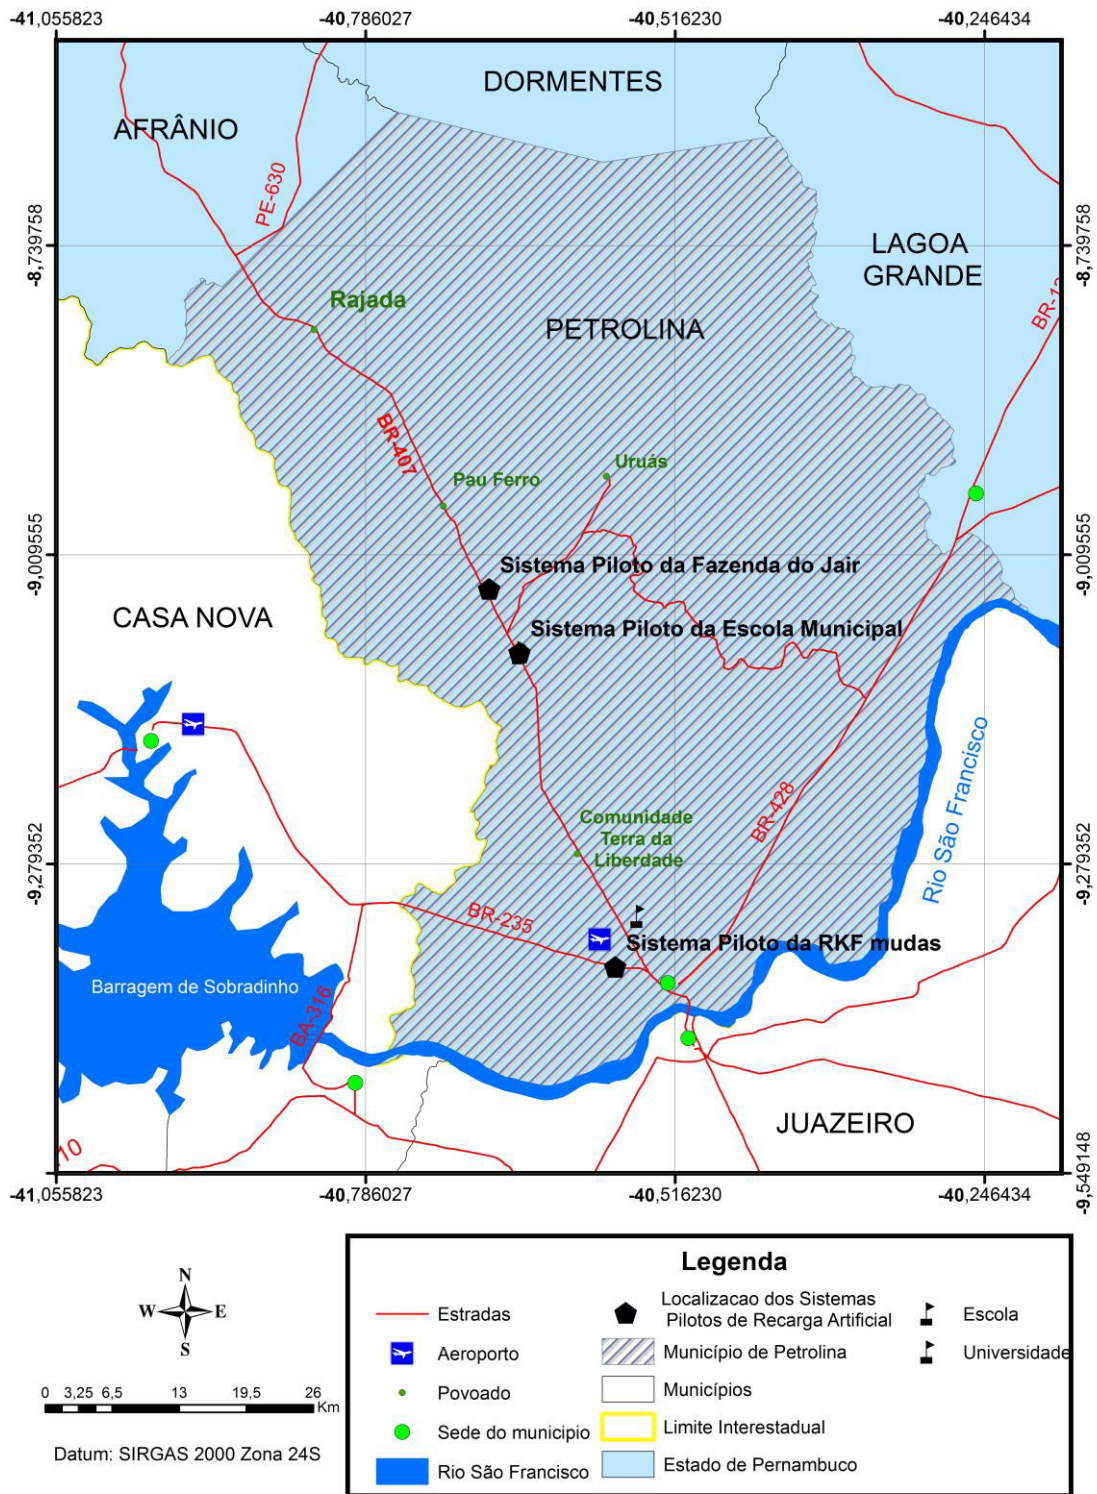 -41,055823
-40,786027
-40,516230
-40,246434
DORMENTES
AFRÂNIO
PE-630
-8,739758
-8,739758
LAGOA
GRANDE
Rajada
PETROLINA
BR-407
Uruás
Pau Ferro
-9,009555
-9,009555
Sistema Piloto da Fazenda do Jair
CASA NOVA
Sistema Piloto da Escola Municipal
Rio São Francisco
BR-428
Comunidade
Terra da
Liberdade
-9,279352
-9,279352
BR-235
Sistema Piloto da RKF mudas
Barragem de Sobradinho
BA-316
JUAZEIRO
10
-9,549148
-41,055823
-40,786027
-40,516230
-40,246434
N
W
E
S
0 3,25 6,5 13 19,5 26
Km
Datum: SIRGAS 2000 Zona 24S
Legenda
Estradas
Aeroporto
Povoado
Sede do municipio
Rio São Francisco
Localizacao dos Sistemas
Pilotos de Recarga Artificial
Município de Petrolina
Municípios
Limite Interestadual
Estado de Pernambuco
Escola
Universidade